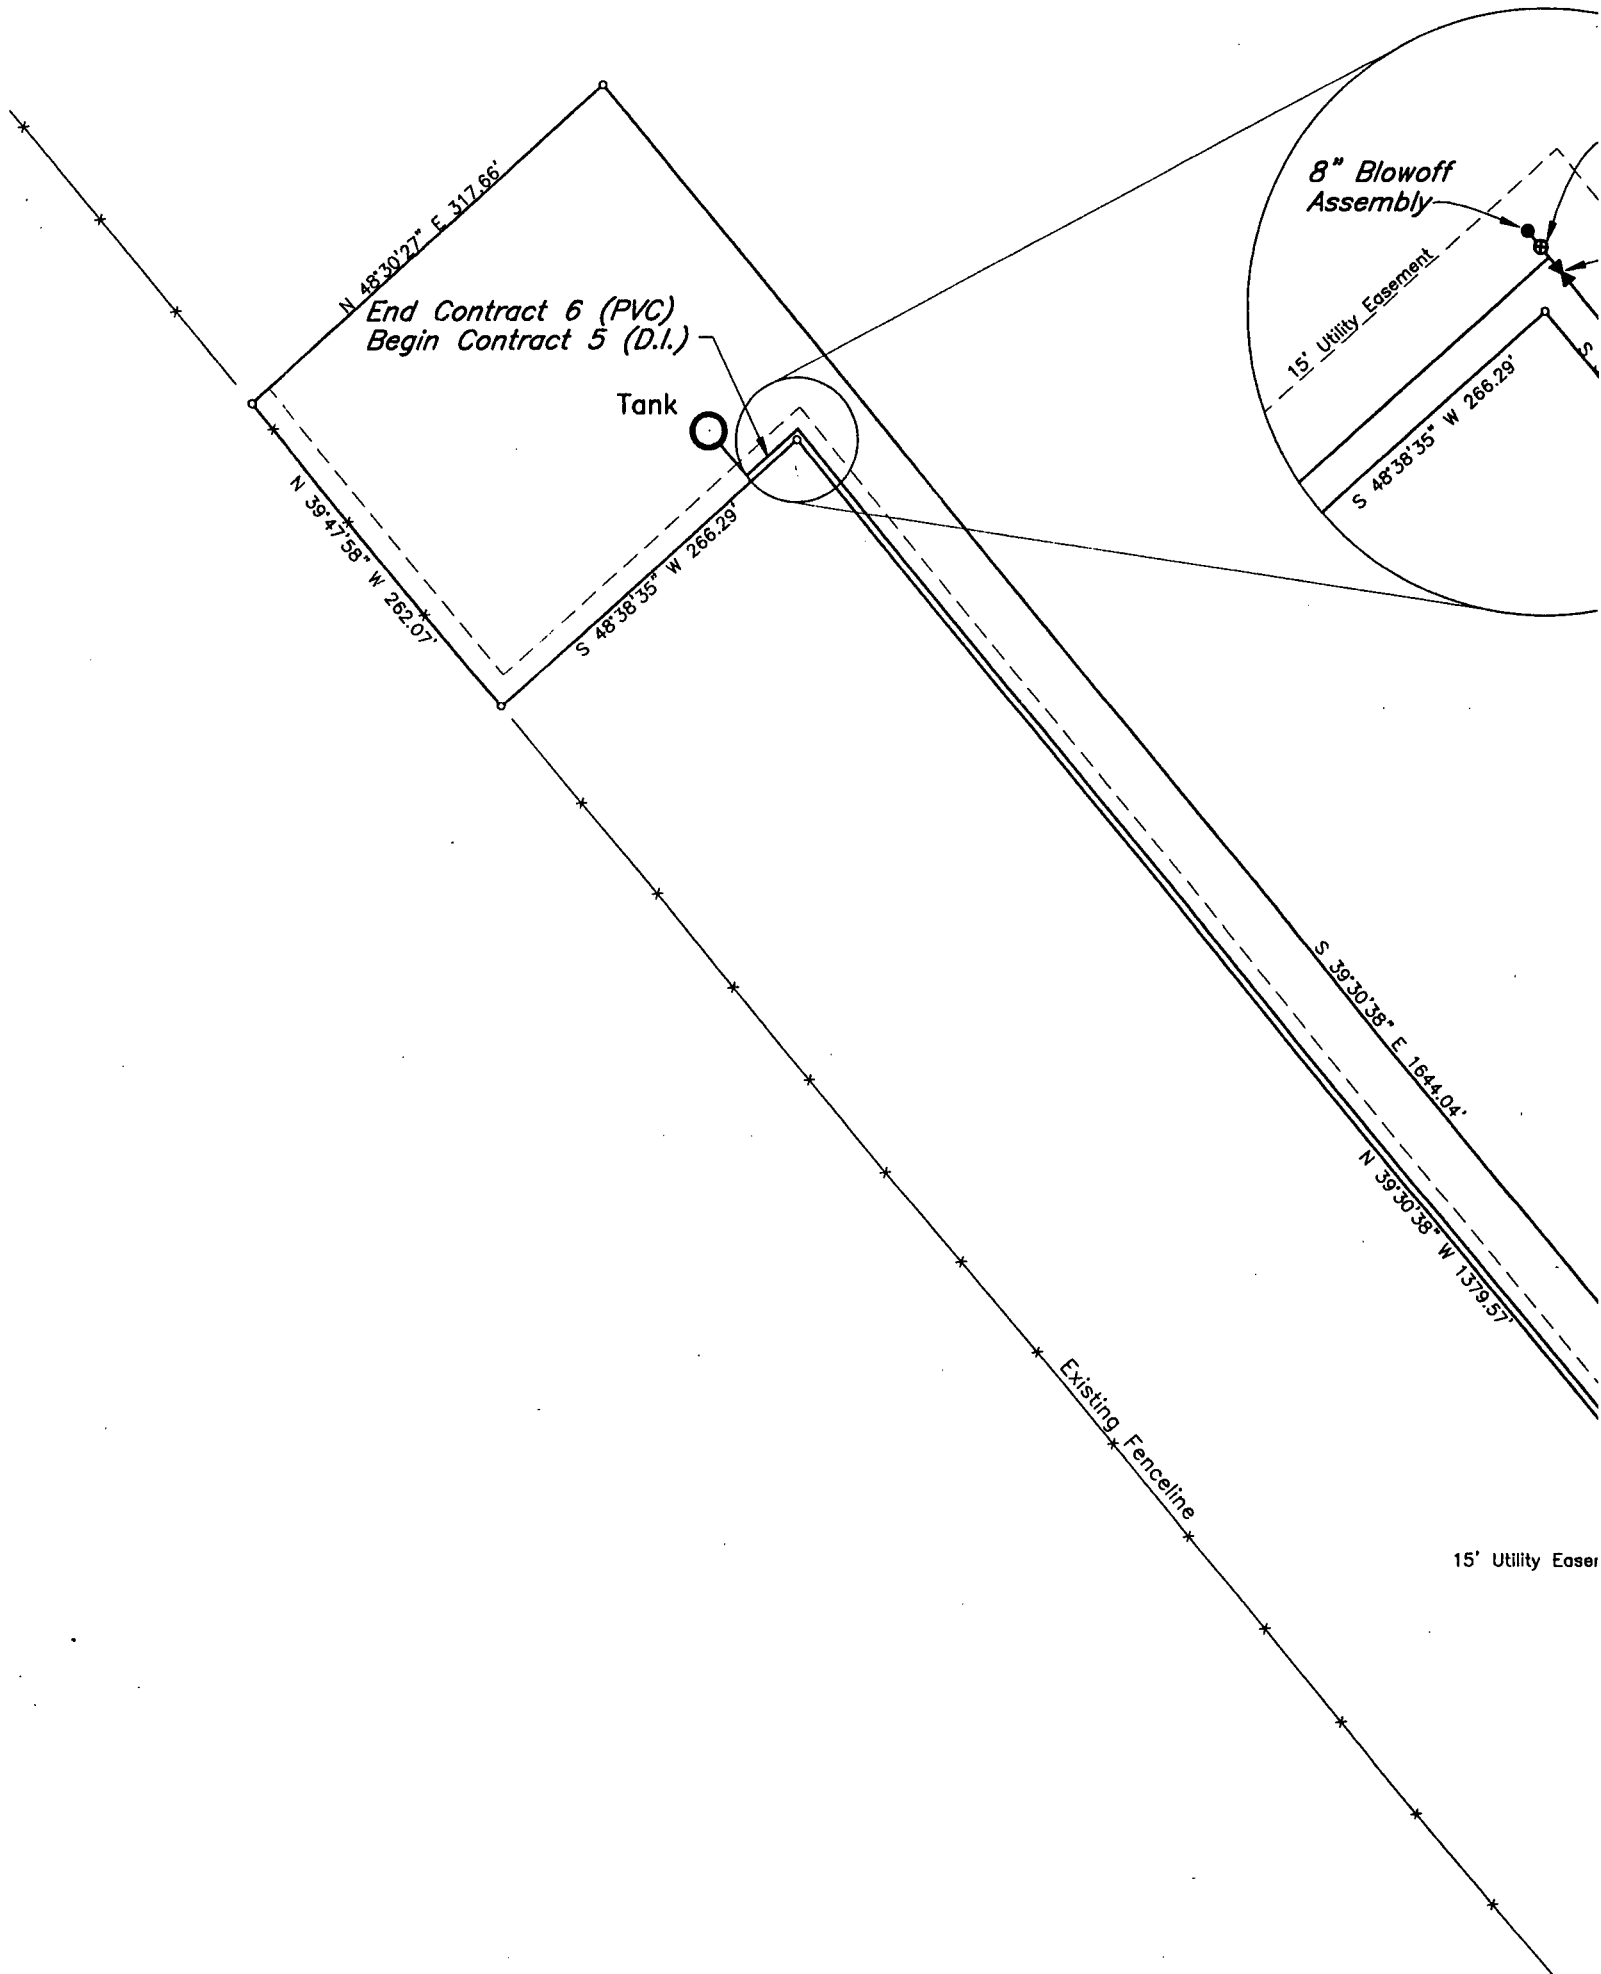 N 48°30'27" E 317.66'
8" Blowoff
Assembly
15' Utility Easement
End Contract 6 (PVC)
Begin Contract 5 (D.I.)
Tank
S 48°38'35" W 266.29'
S
N 39°47'58" W 262.07'
S 48°38'35" W 266.29'
S 39°30'38" E 1644.04'
N 39°30'38" W 1379.57'
Existing Fenceline
15' Utility